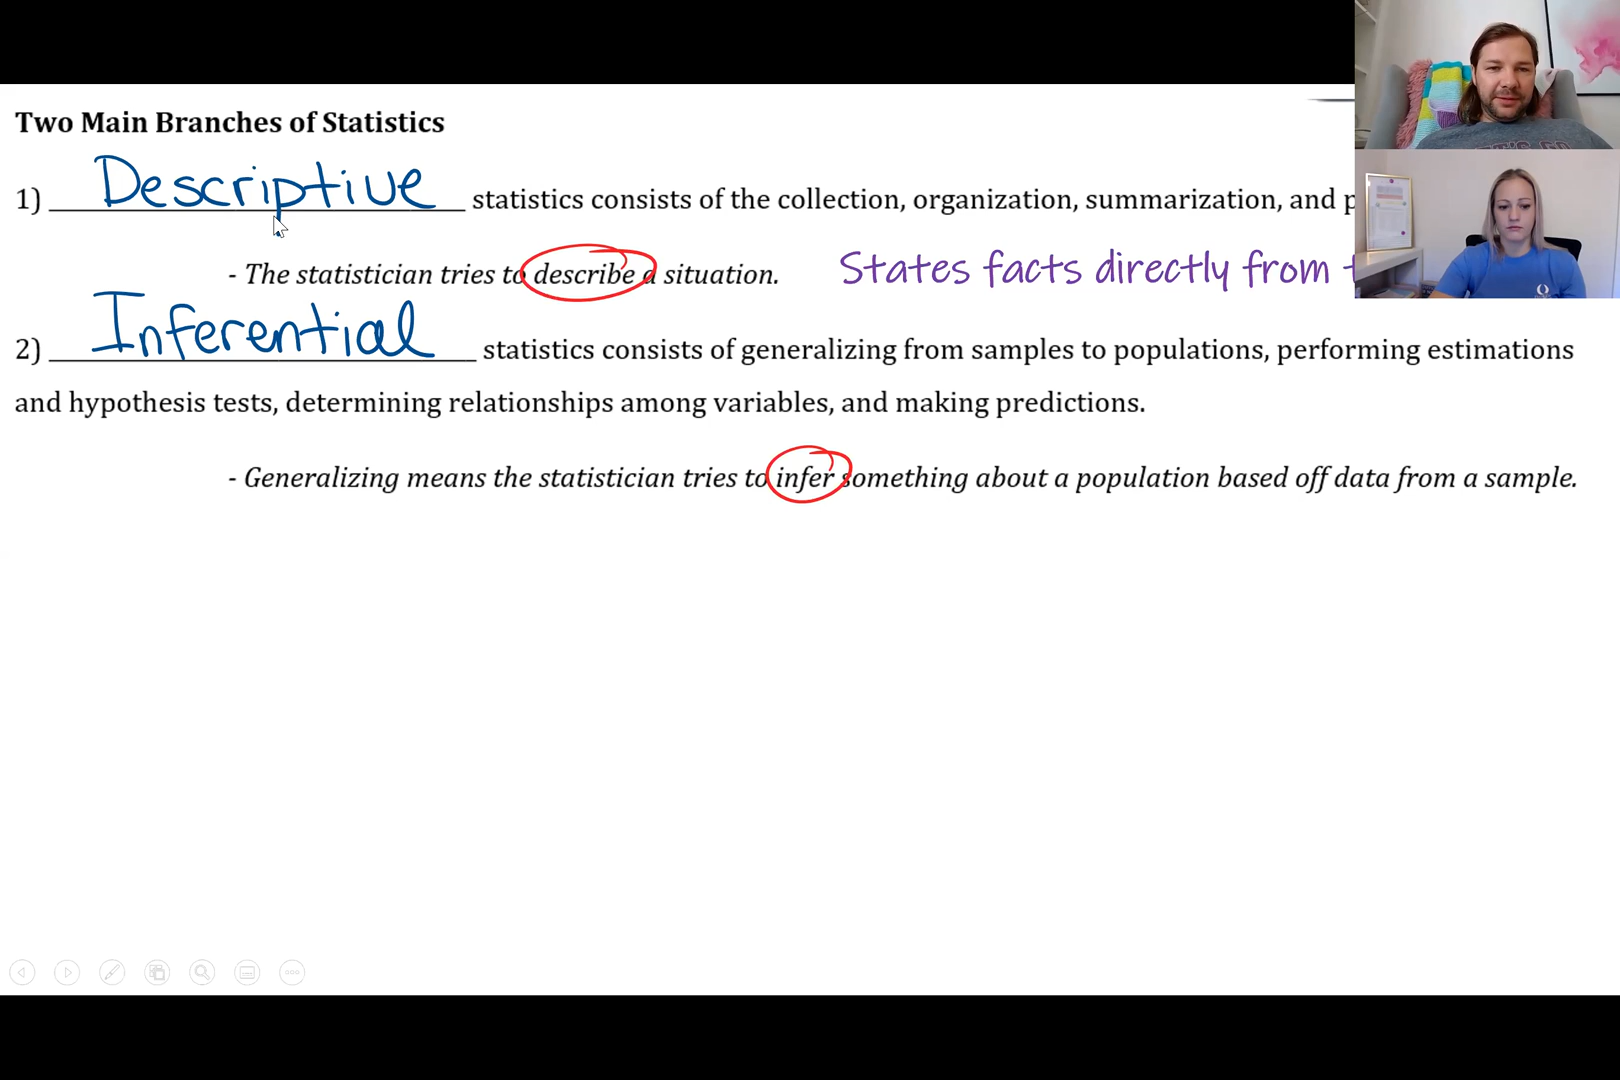 Two Main Branches of Statistics
1) Descriptive statistics consists of the collection, organization, summarization, and
- The statistician tries to describe a situation. States facts directly from
2) Inferential statistics consists of generalizing from samples to populations, performing estimations
and hypothesis tests, determining relationships among variables, and making predictions.
- Generalizing means the statistician tries to infer something about a population based off data from a sample.